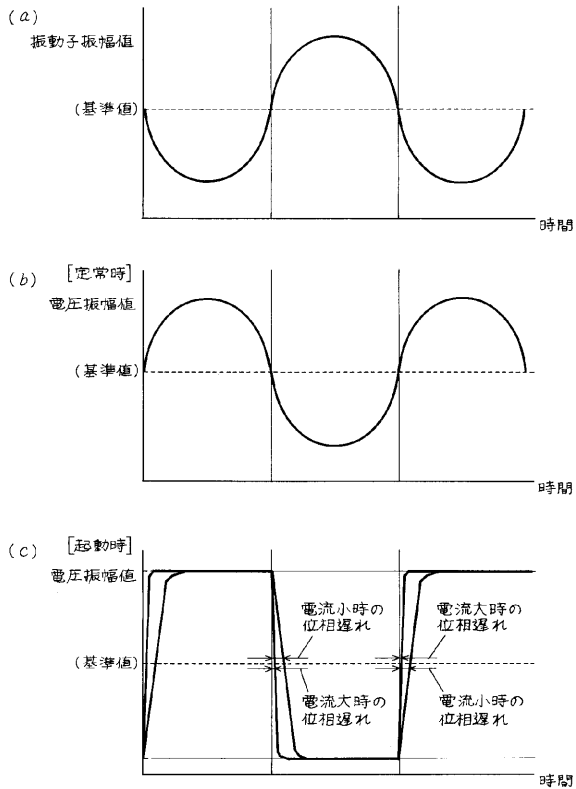 (a)
振動子振幅値
(基準値)
時間
(b)
[定常時]
電圧振幅値
(基準値)
時間
(c)
[起動時]
電圧振幅値
電流小時の
位相遅れ
電流大時の
位相遅れ
(基準値)
電流大時の
位相遅れ
電流小時の
位相遅れ
時間